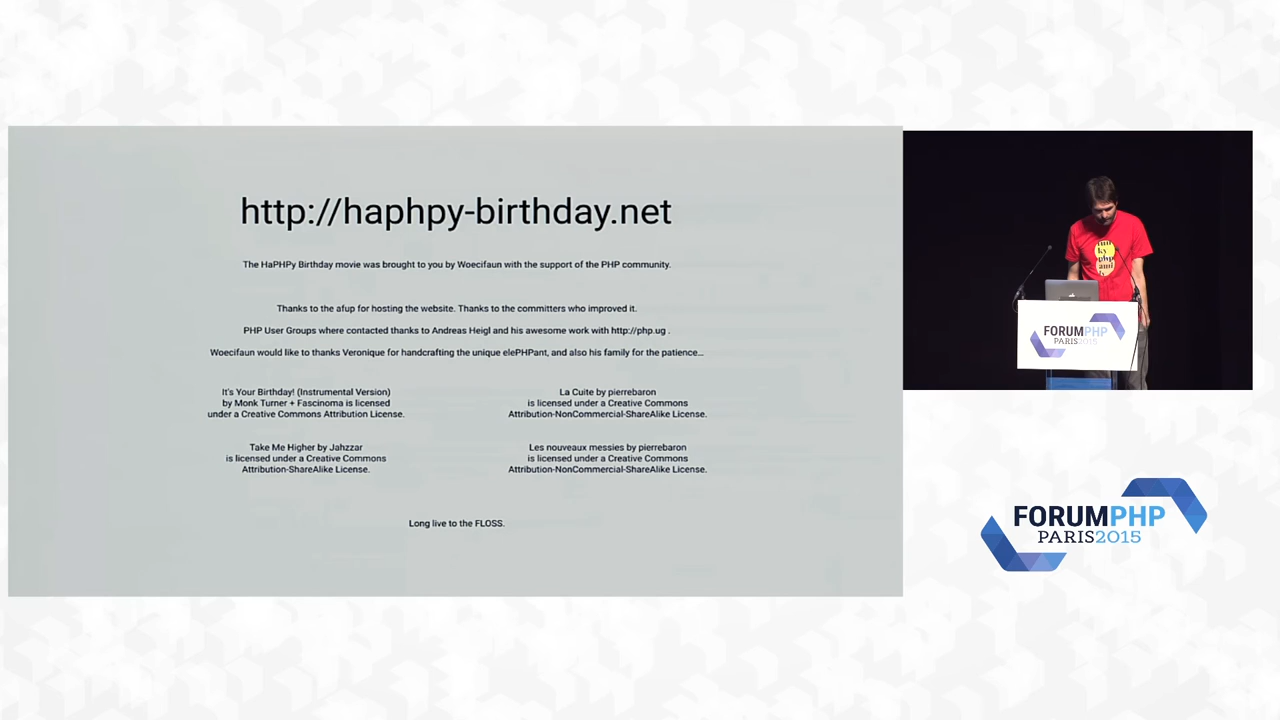 http://haphpy-birthday.net
The HaPHPy Birthday movie was brought to you by Woecifaun with the support of the PHP community.
Thanks to the afup for hosting the website. Thanks to the committers who improved it.
PHP User Groups where contacted thanks to Andreas Heigl and his awesome work with http://php.ug .
Woecifaun would like to thanks Veronique for handcrafting the unique elePHPant, and also his family for the patience...
It's Your Birthday! (Instrumental Version)
by Monk Turner + Fascinoma is licensed
under a Creative Commons Attribution License.
La Cuite by pierrebaron
is licensed under a Creative Commons
Attribution-NonCommercial-ShareAlike License.
Take Me Higher by Jahzzar
is licensed under a Creative Commons
Attribution-ShareAlike License.
Les nouveaux messies by pierrebaron
is licensed under a Creative Commons
Attribution-NonCommercial-ShareAlike License.
Long live to the FLOSS.
ky
php
ami
FORUMPHP
PARIS2015
FORUMPHP
PARIS2015